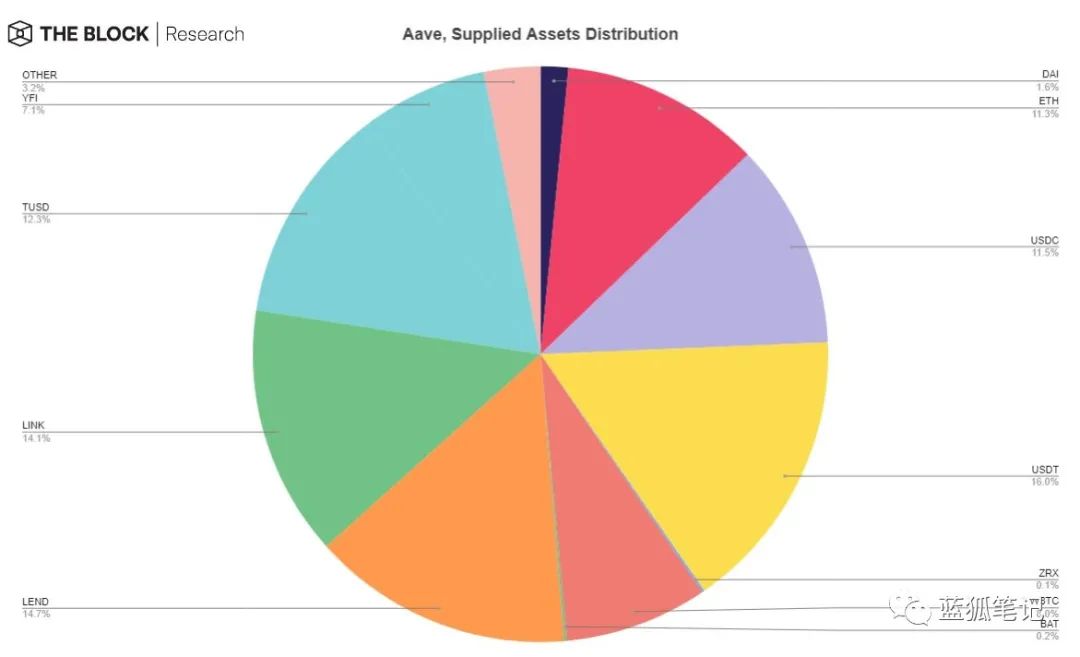 THE BLOCK | Research
Aave, Supplied Assets Distribution
OTHER
3.2%
YFI
7.1%
TUSD
12.3%
LINK
14.1%
LEND
14.7%
DAI
1.6%
ETH
11.3%
USDC
11.5%
USDT
16.0%
ZRX
0.1%
BTC
BAT
0.2%
蓝狐笔记